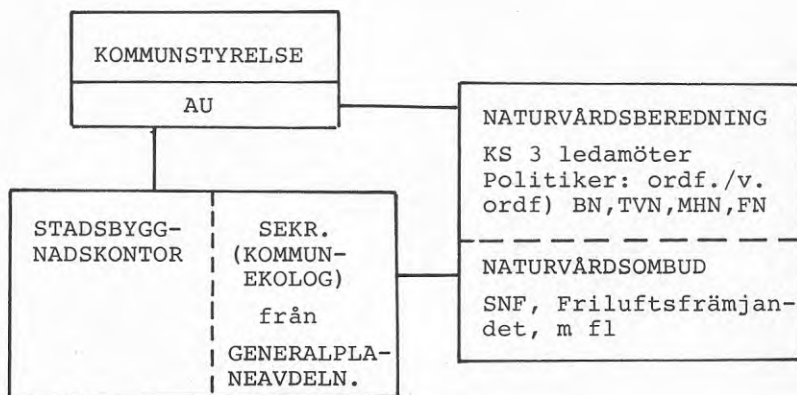 KOMMUNSTYRELSE
AU
NATURVÅRDSBEREDNING
KS 3 ledamöter
Politiker: ordf./v.
ordf) BN,TVN,MHN,FN
STADSBYGG-
NADSKONTOR
SEKR.
(KOMMUN-
EKOLOG)
från
GENERALPLA-
NEAVDELN.
NATURVÅRDSOMBUD
SNF, Friluftsfrämjan-
det, m fl